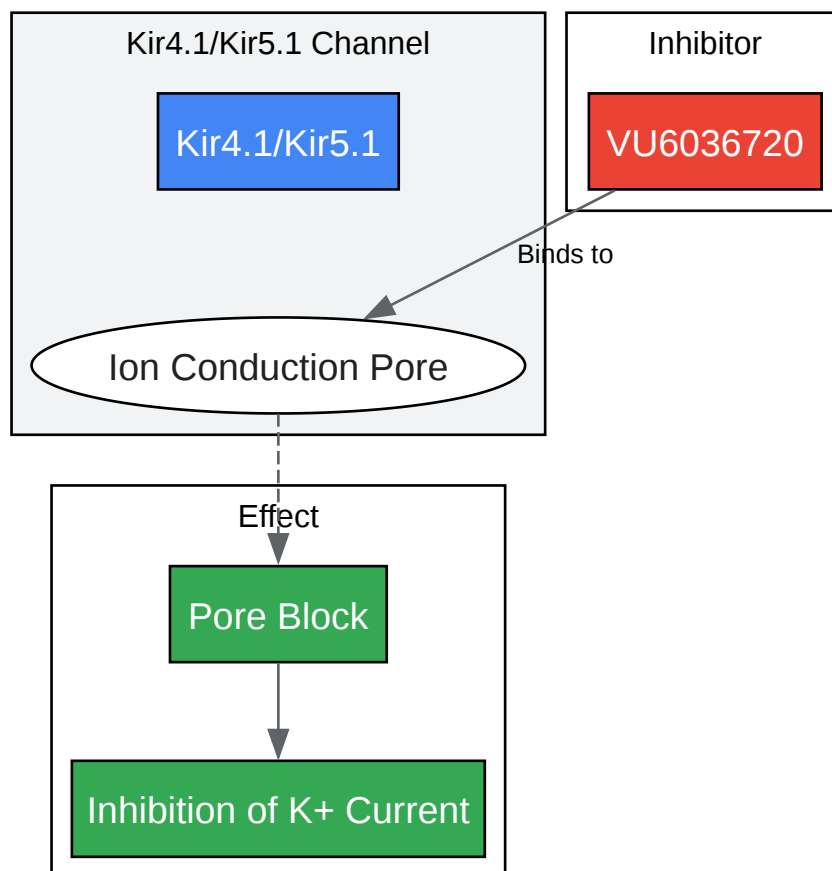 Kir4.1/Kir5.1 Channel
Inhibitor
Kir4.1/Kir5.1
VU6036720
Binds to
Ion Conduction Pore
Effect
Pore Block
Inhibition of K+ Current